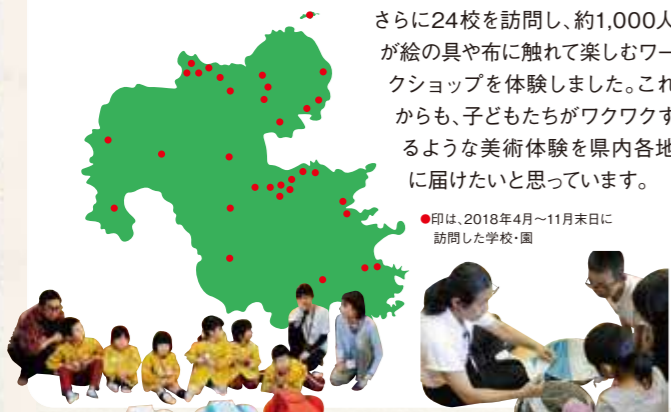 さらに24校を訪問し、約1,000人
が絵の具や布に触れて楽しむワー
クショップを体験しました。これ
からも、子どもたちがワクワクす
るような美術体験を県内各地
に届けたいと思っています。
●印は、2018年4月～11月末日に
訪問した学校・園